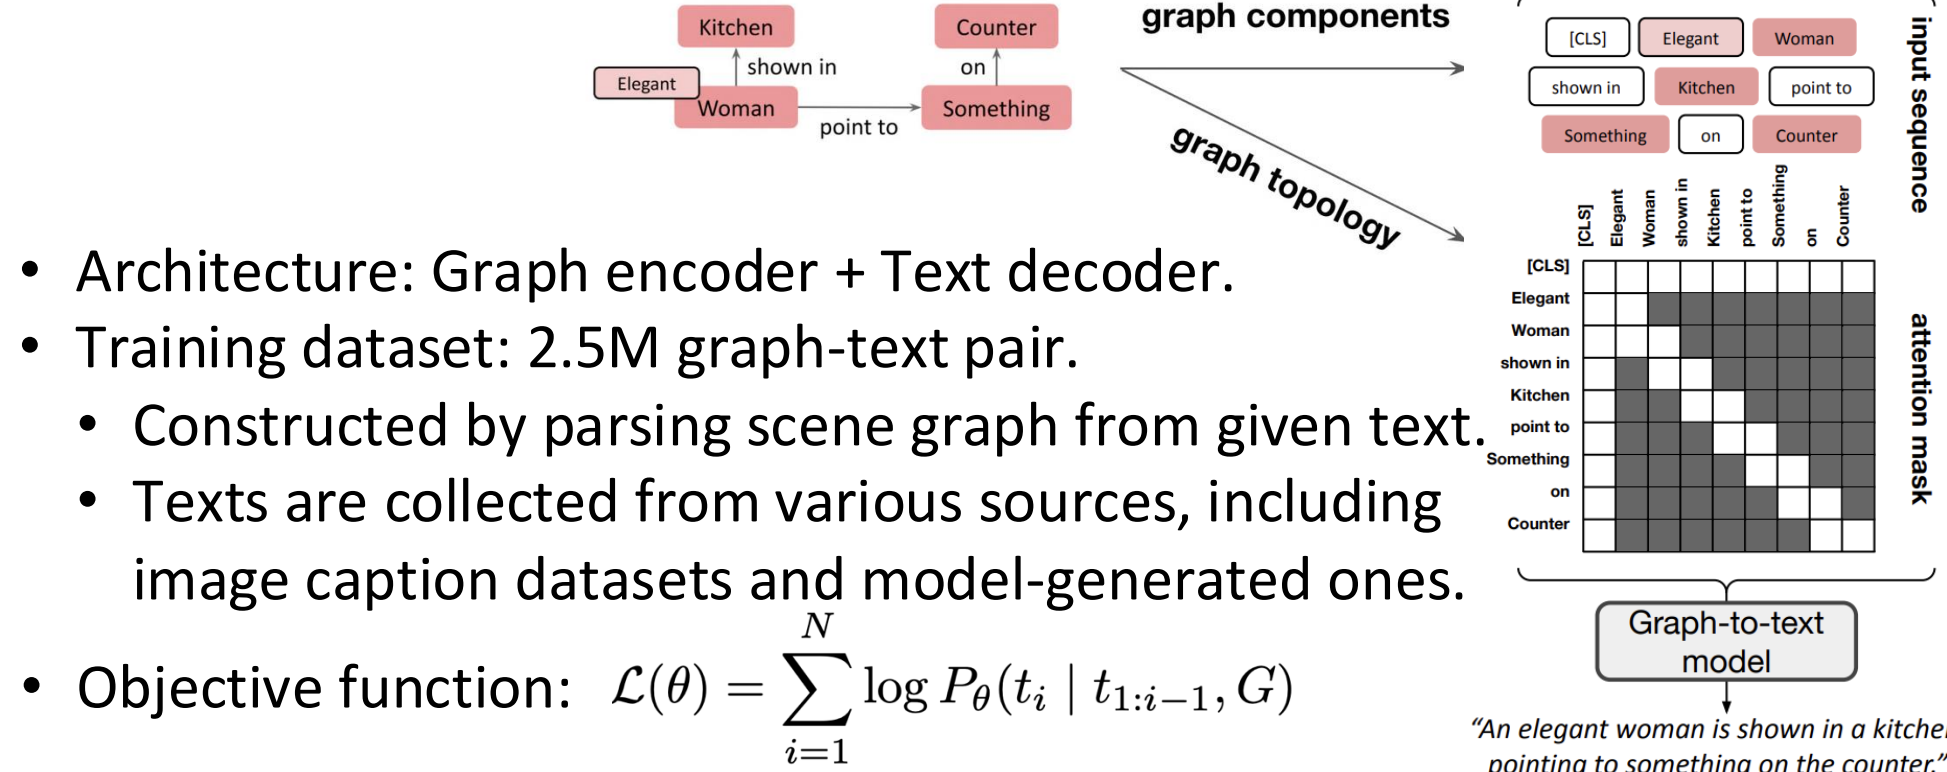 Kitchen
Counter
shown in
on
Elegant
Woman
Something
point to
graph components
graph topology
[CLS] Elegant Woman
shown in Kitchen point to
Something on Counter
input sequence
[CLS] Elegant Woman shown in Kitchen point to Something on Counter
[CLS]
Elegant
Woman
shown in
Kitchen
point to
Something
on
Counter
attention mask
• Architecture: Graph encoder + Text decoder.
• Training dataset: 2.5M graph-text pair.
• Constructed by parsing scene graph from given text.
• Texts are collected from various sources, including
image caption datasets and model-generated ones.
• Objective function: ℒ(θ) = ∑_{i=1}^{N} log P_θ(t_i | t_{1:i−1}, G)
Graph-to-text
model
“An elegant woman is shown in a kitchen
pointing to something on the counter.”